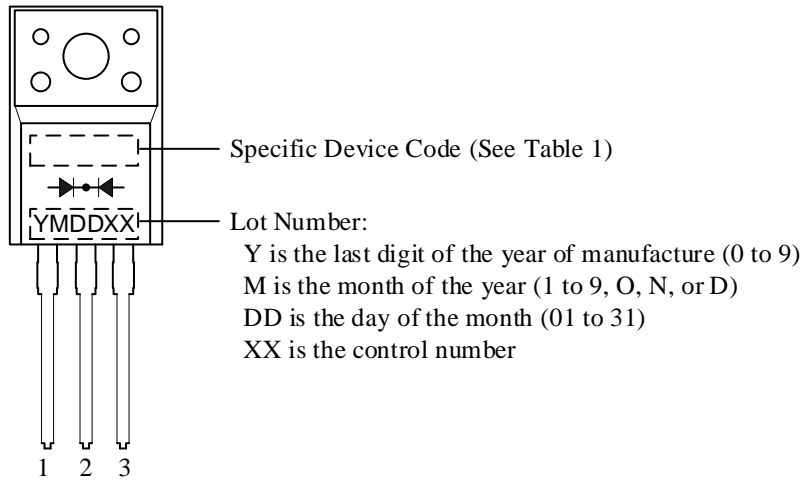 Specific Device Code (See Table 1)
YMDDXX
Lot Number:
Y is the last digit of the year of manufacture (0 to 9)
M is the month of the year (1 to 9, O, N, or D)
DD is the day of the month (01 to 31)
XX is the control number
1 2 3